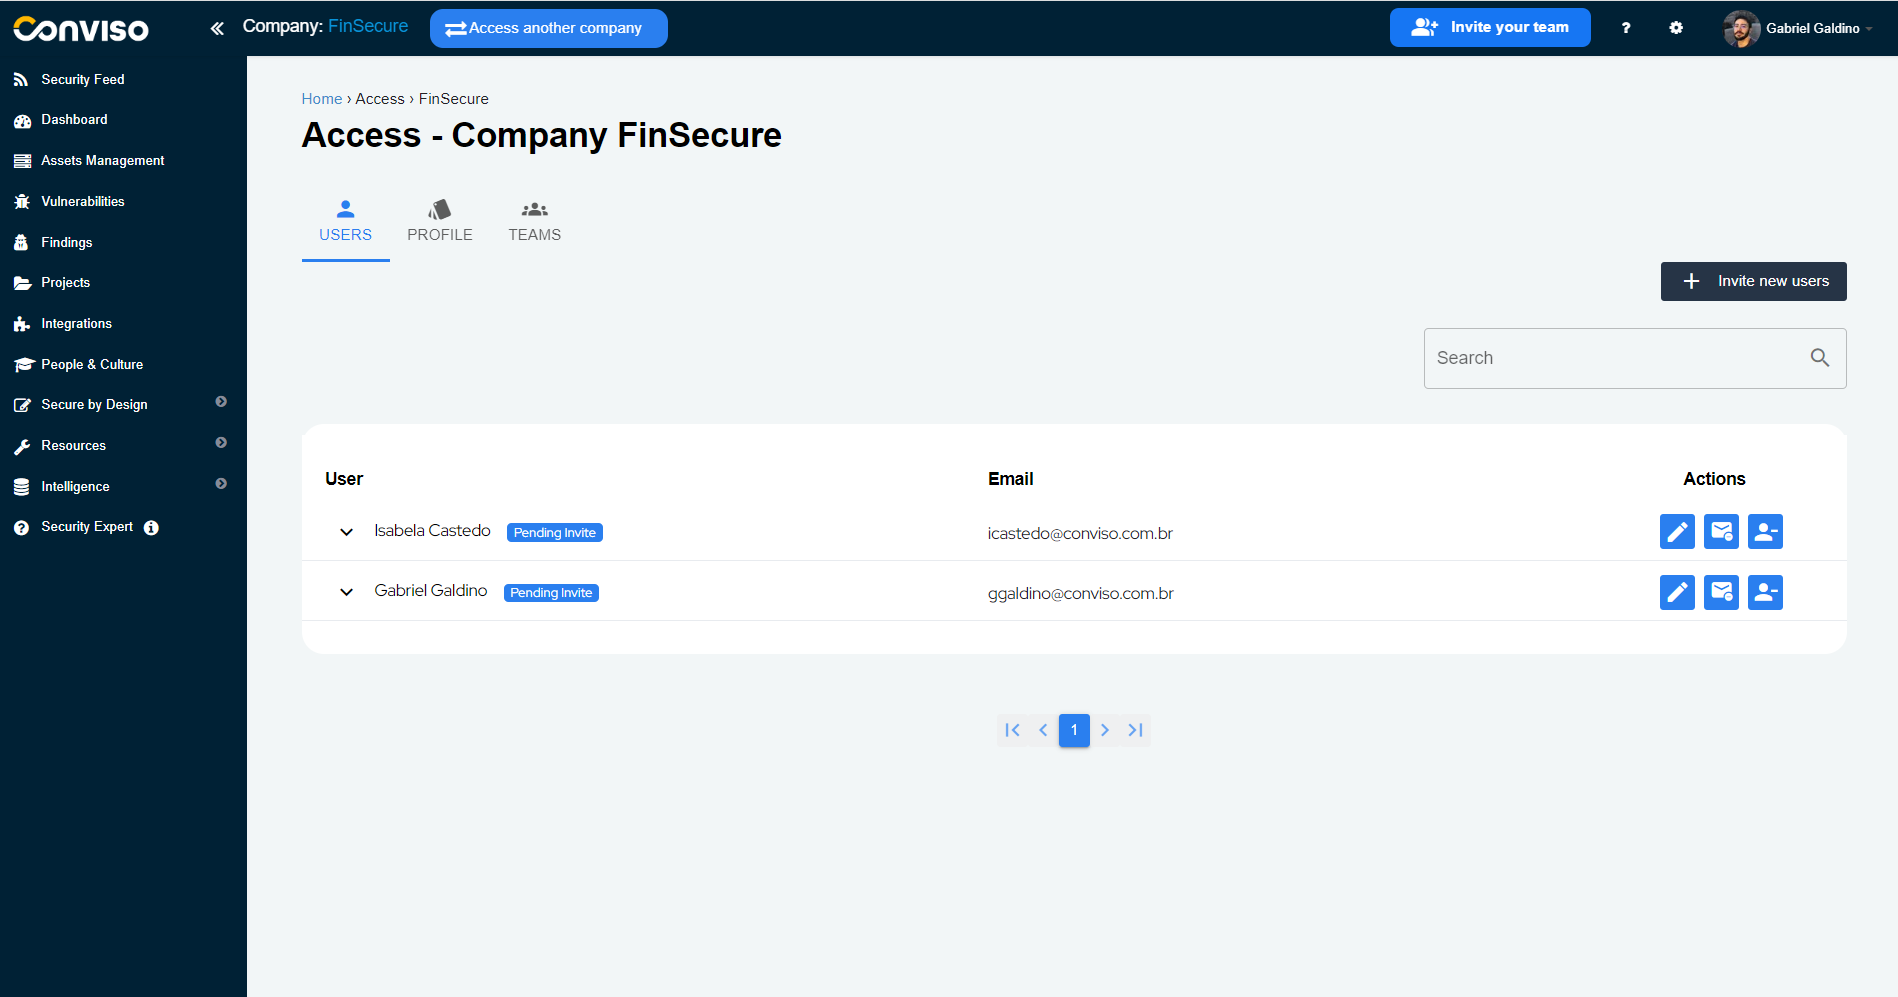 Conviso
Company: FinSecure
Access another company
Invite your team
?
Gabriel Galdino
Security Feed
Dashboard
Assets Management
Vulnerabilities
Findings
Projects
Integrations
People & Culture
Secure by Design
Resources
Intelligence
Security Expert
Home › Access › FinSecure
Access - Company FinSecure
USERS
PROFILE
TEAMS
Invite new users
Search
User Email Actions
Isabela Castedo Pending Invite icastedo@conviso.com.br
Gabriel Galdino Pending Invite ggaldino@conviso.com.br
1